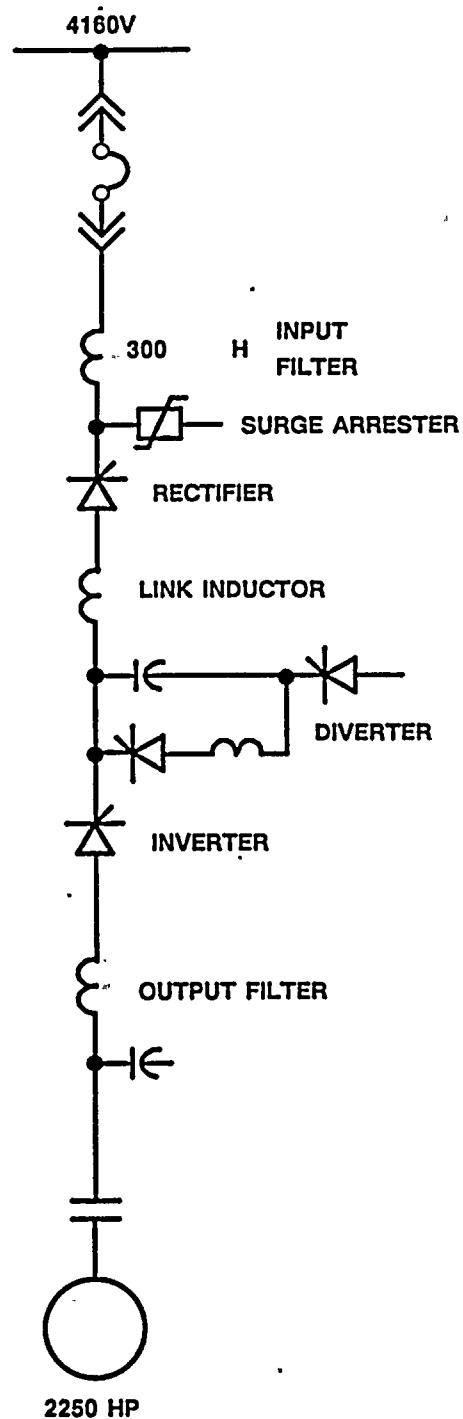 4160V
300 H INPUT
FILTER
SURGE ARRESTER
RECTIFIER
LINK INDUCTOR
DIVERTER
INVERTER
OUTPUT FILTER
2250 HP